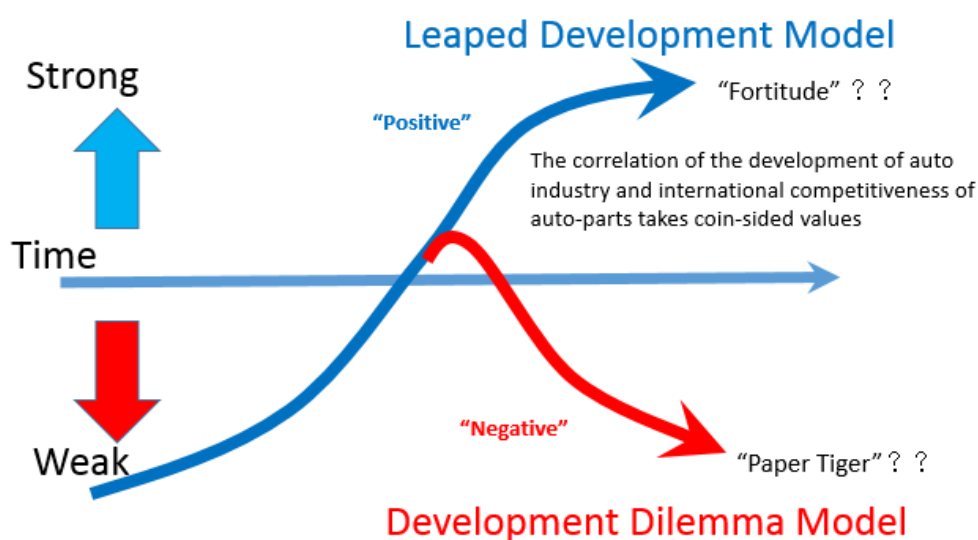 Leaped Development Model
Strong
“Fortitude” ？ ？
“Positive”
The correlation of the development of auto
industry and international competitiveness of
auto-parts takes coin-sided values
Time
“Negative”
Weak
“Paper Tiger” ？ ？
Development Dilemma Model